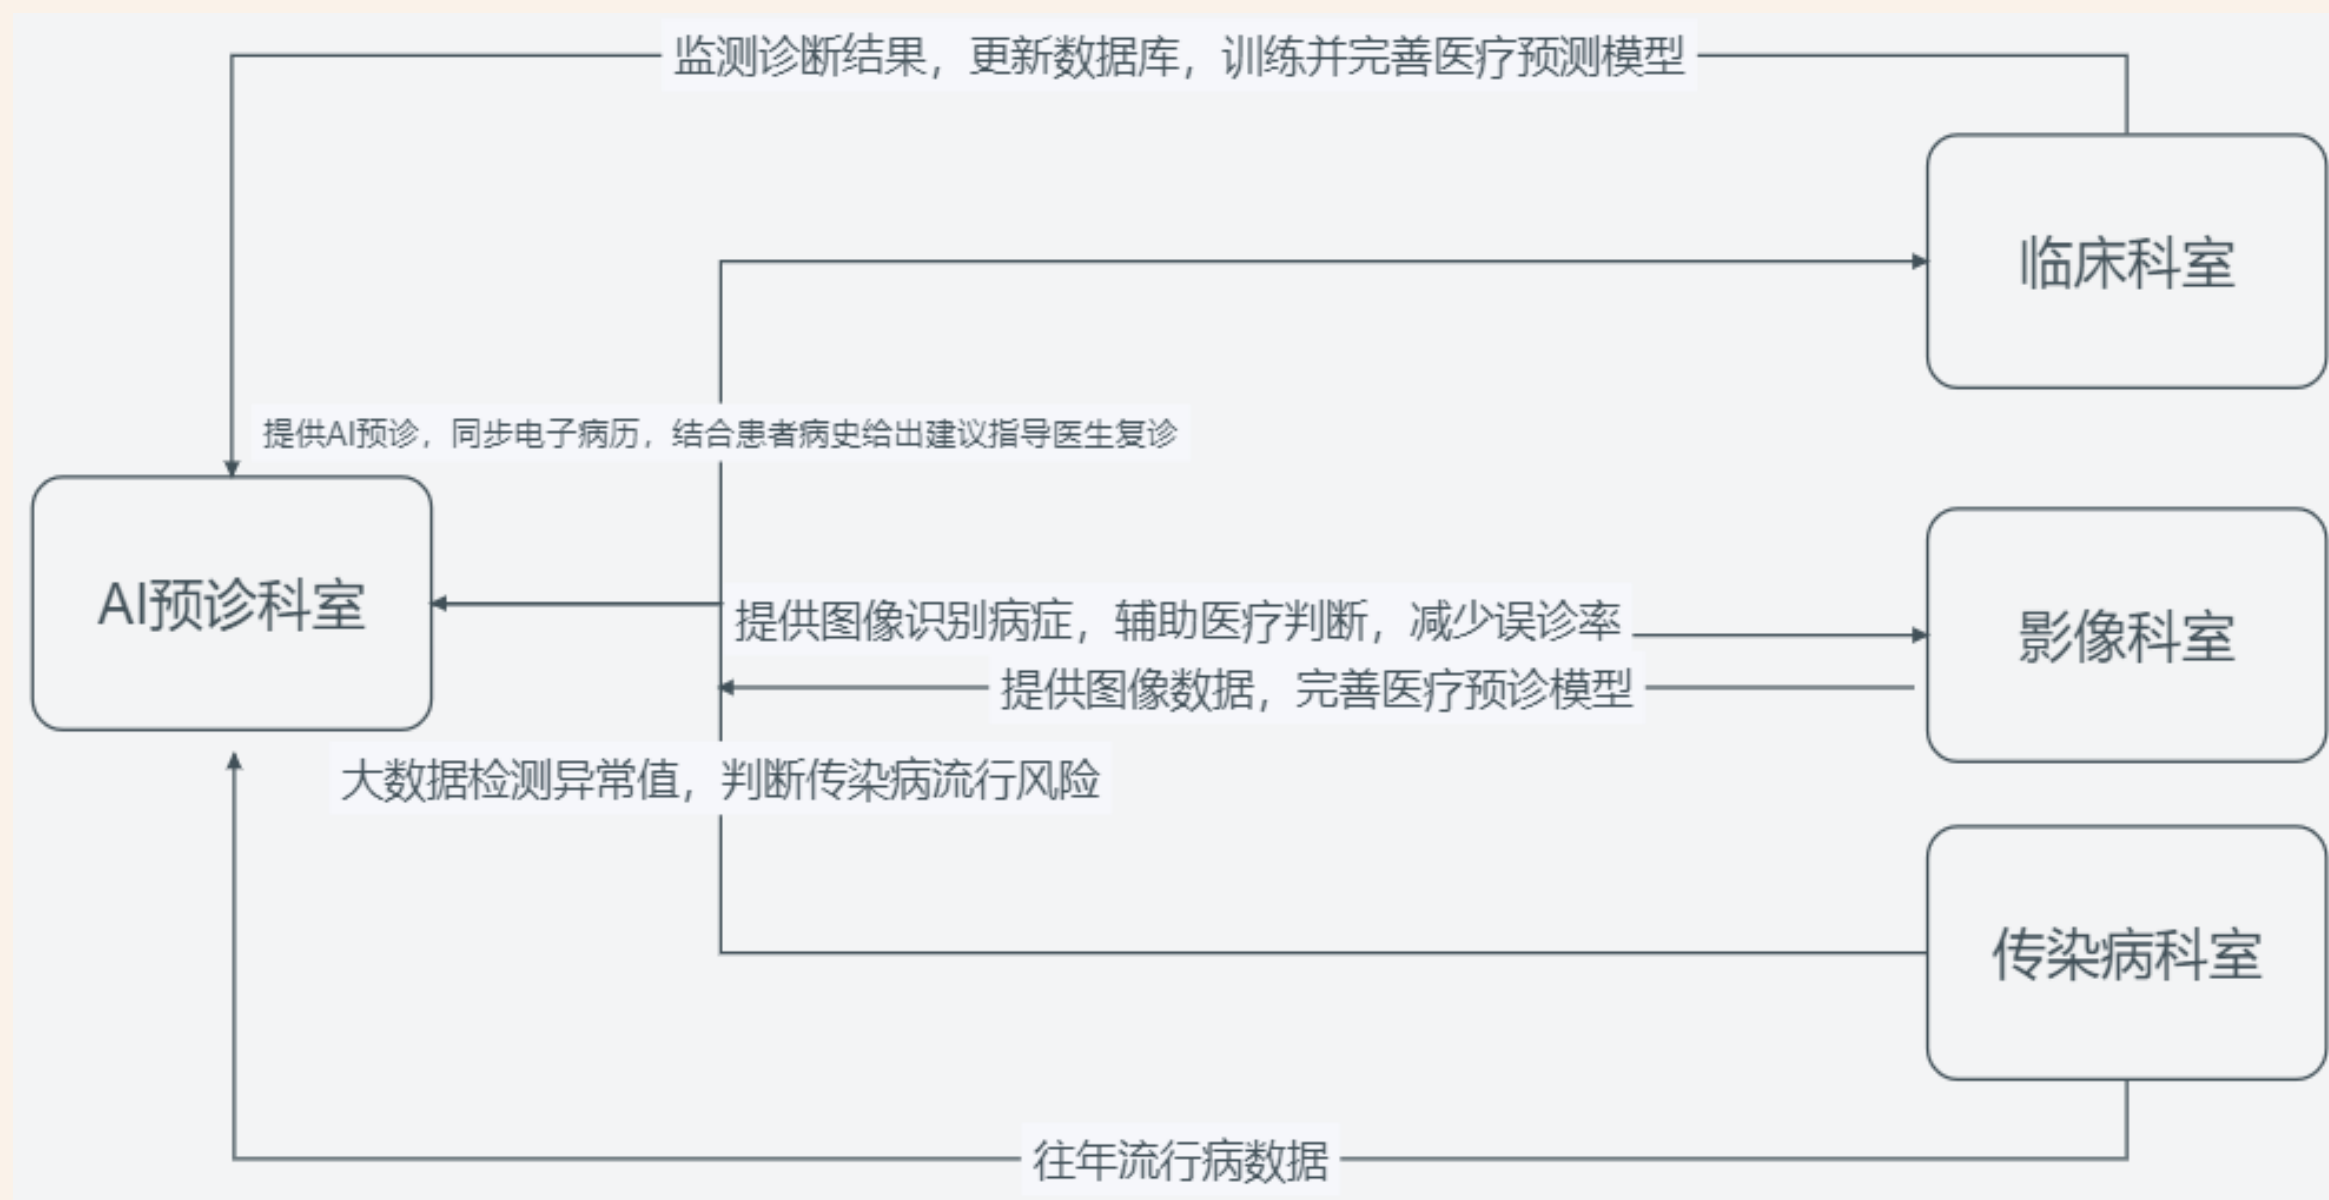 监测诊断结果，更新数据库，训练并完善医疗预测模型
临床科室
提供AI预诊，同步电子病历，结合患者病史给出建议指导医生复诊
AI预诊科室
提供图像识别病症，辅助医疗判断，减少误诊率
影像科室
提供图像数据，完善医疗预诊模型
大数据检测异常值，判断传染病流行风险
传染病科室
往年流行病数据